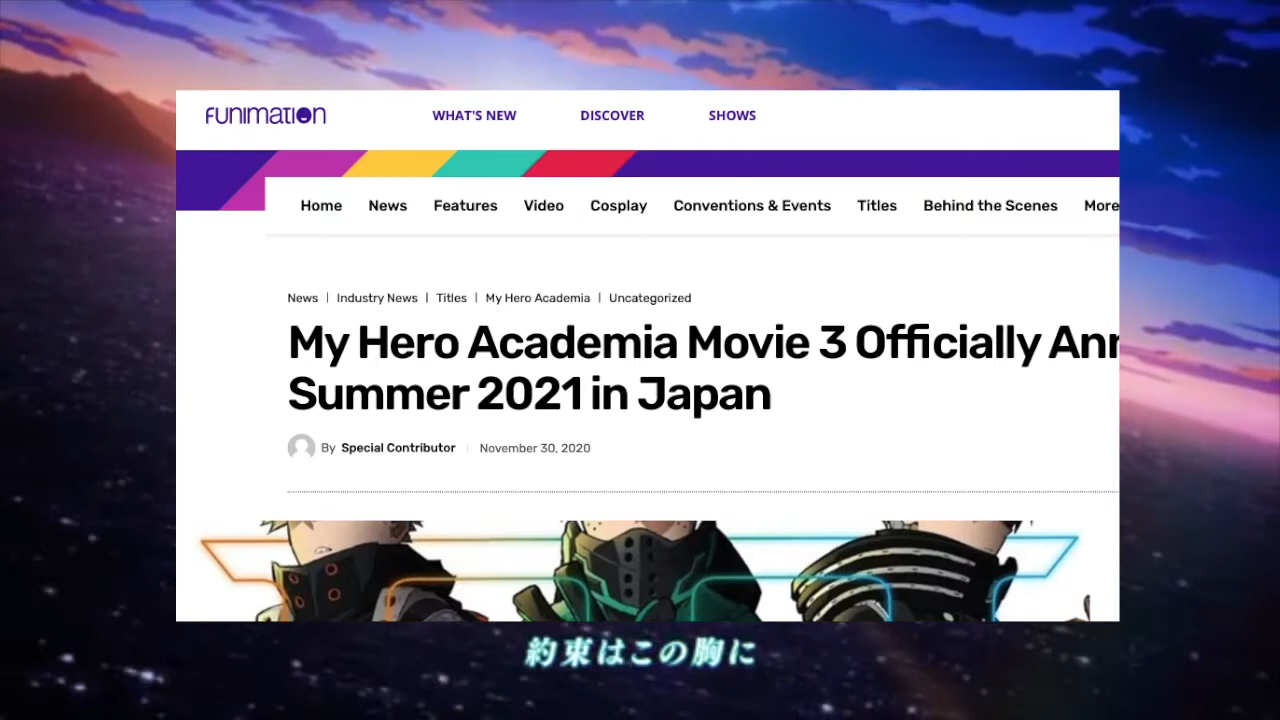 FUNIMATION
WHAT'S NEW DISCOVER SHOWS
Home News Features Video Cosplay Conventions & Events Titles Behind the Scenes More
News | Industry News | Titles | My Hero Academia | Uncategorized
My Hero Academia Movie 3 Officially Ann
Summer 2021 in Japan
By Special Contributor | November 30, 2020
約束はこの胸に